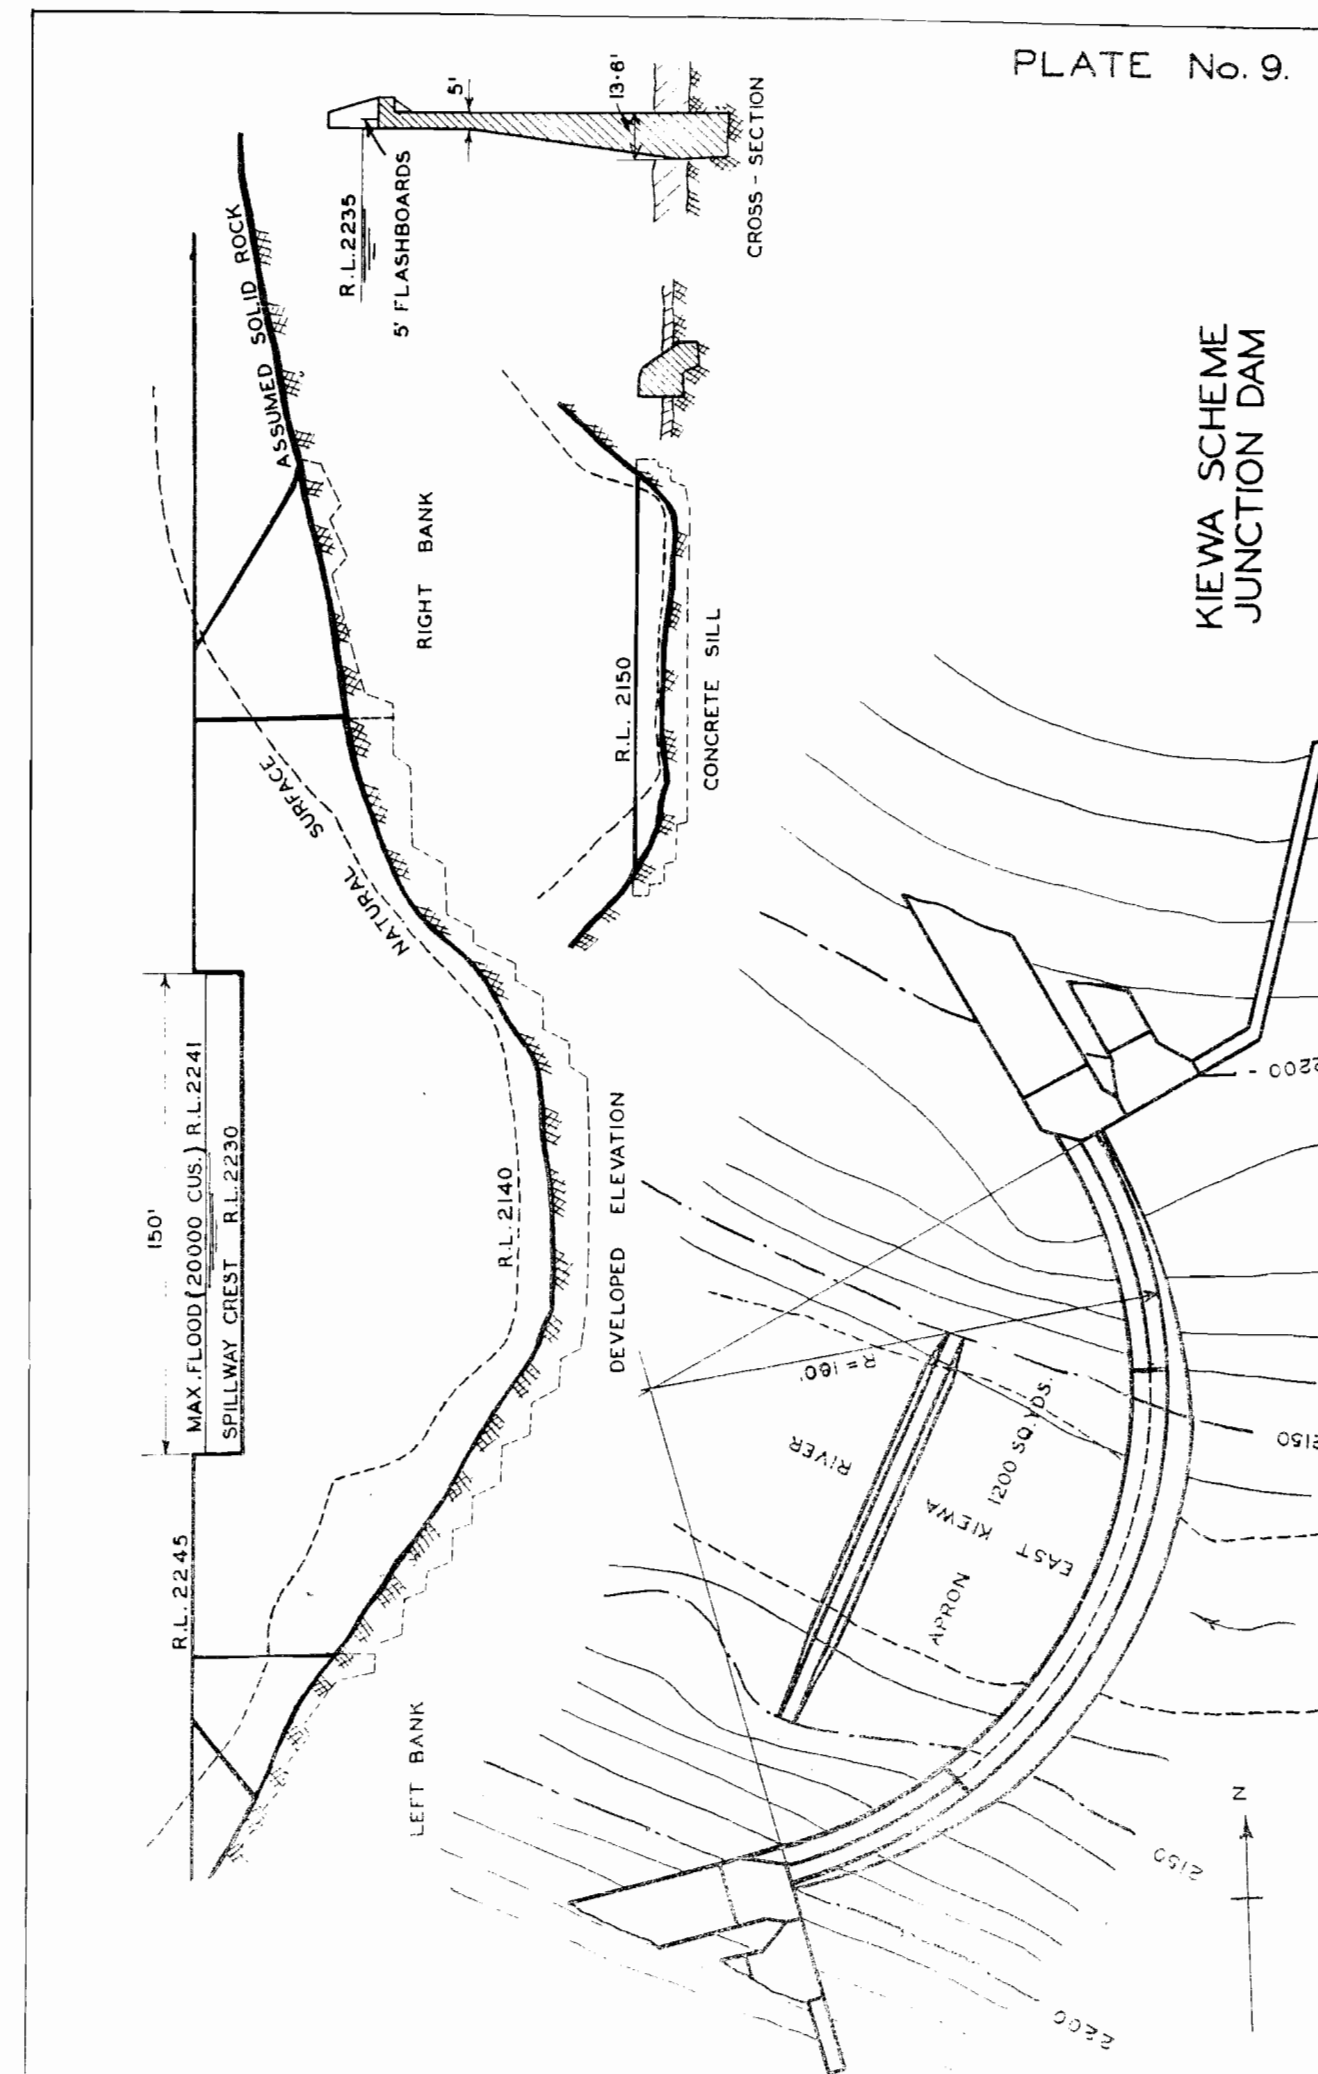 PLATE No. 9.
KIEWA SCHEME
JUNCTION DAM
5'
13·6'
R.L.2235
5' FLASHBOARDS
CROSS - SECTION
ASSUMED SOLID ROCK
RIGHT BANK
NATURAL SURFACE
R.L. 2150
CONCRETE SILL
150'
MAX. FLOOD (20000 CUS.) R.L.2241
SPILLWAY CREST R.L.2230
R.L.2140
DEVELOPED ELEVATION
R.L. 2245
LEFT BANK
2200
R = 160'
2150
EAST KIEWA RIVER
APRON 1200 SQ. YDS.
2150
2200
N